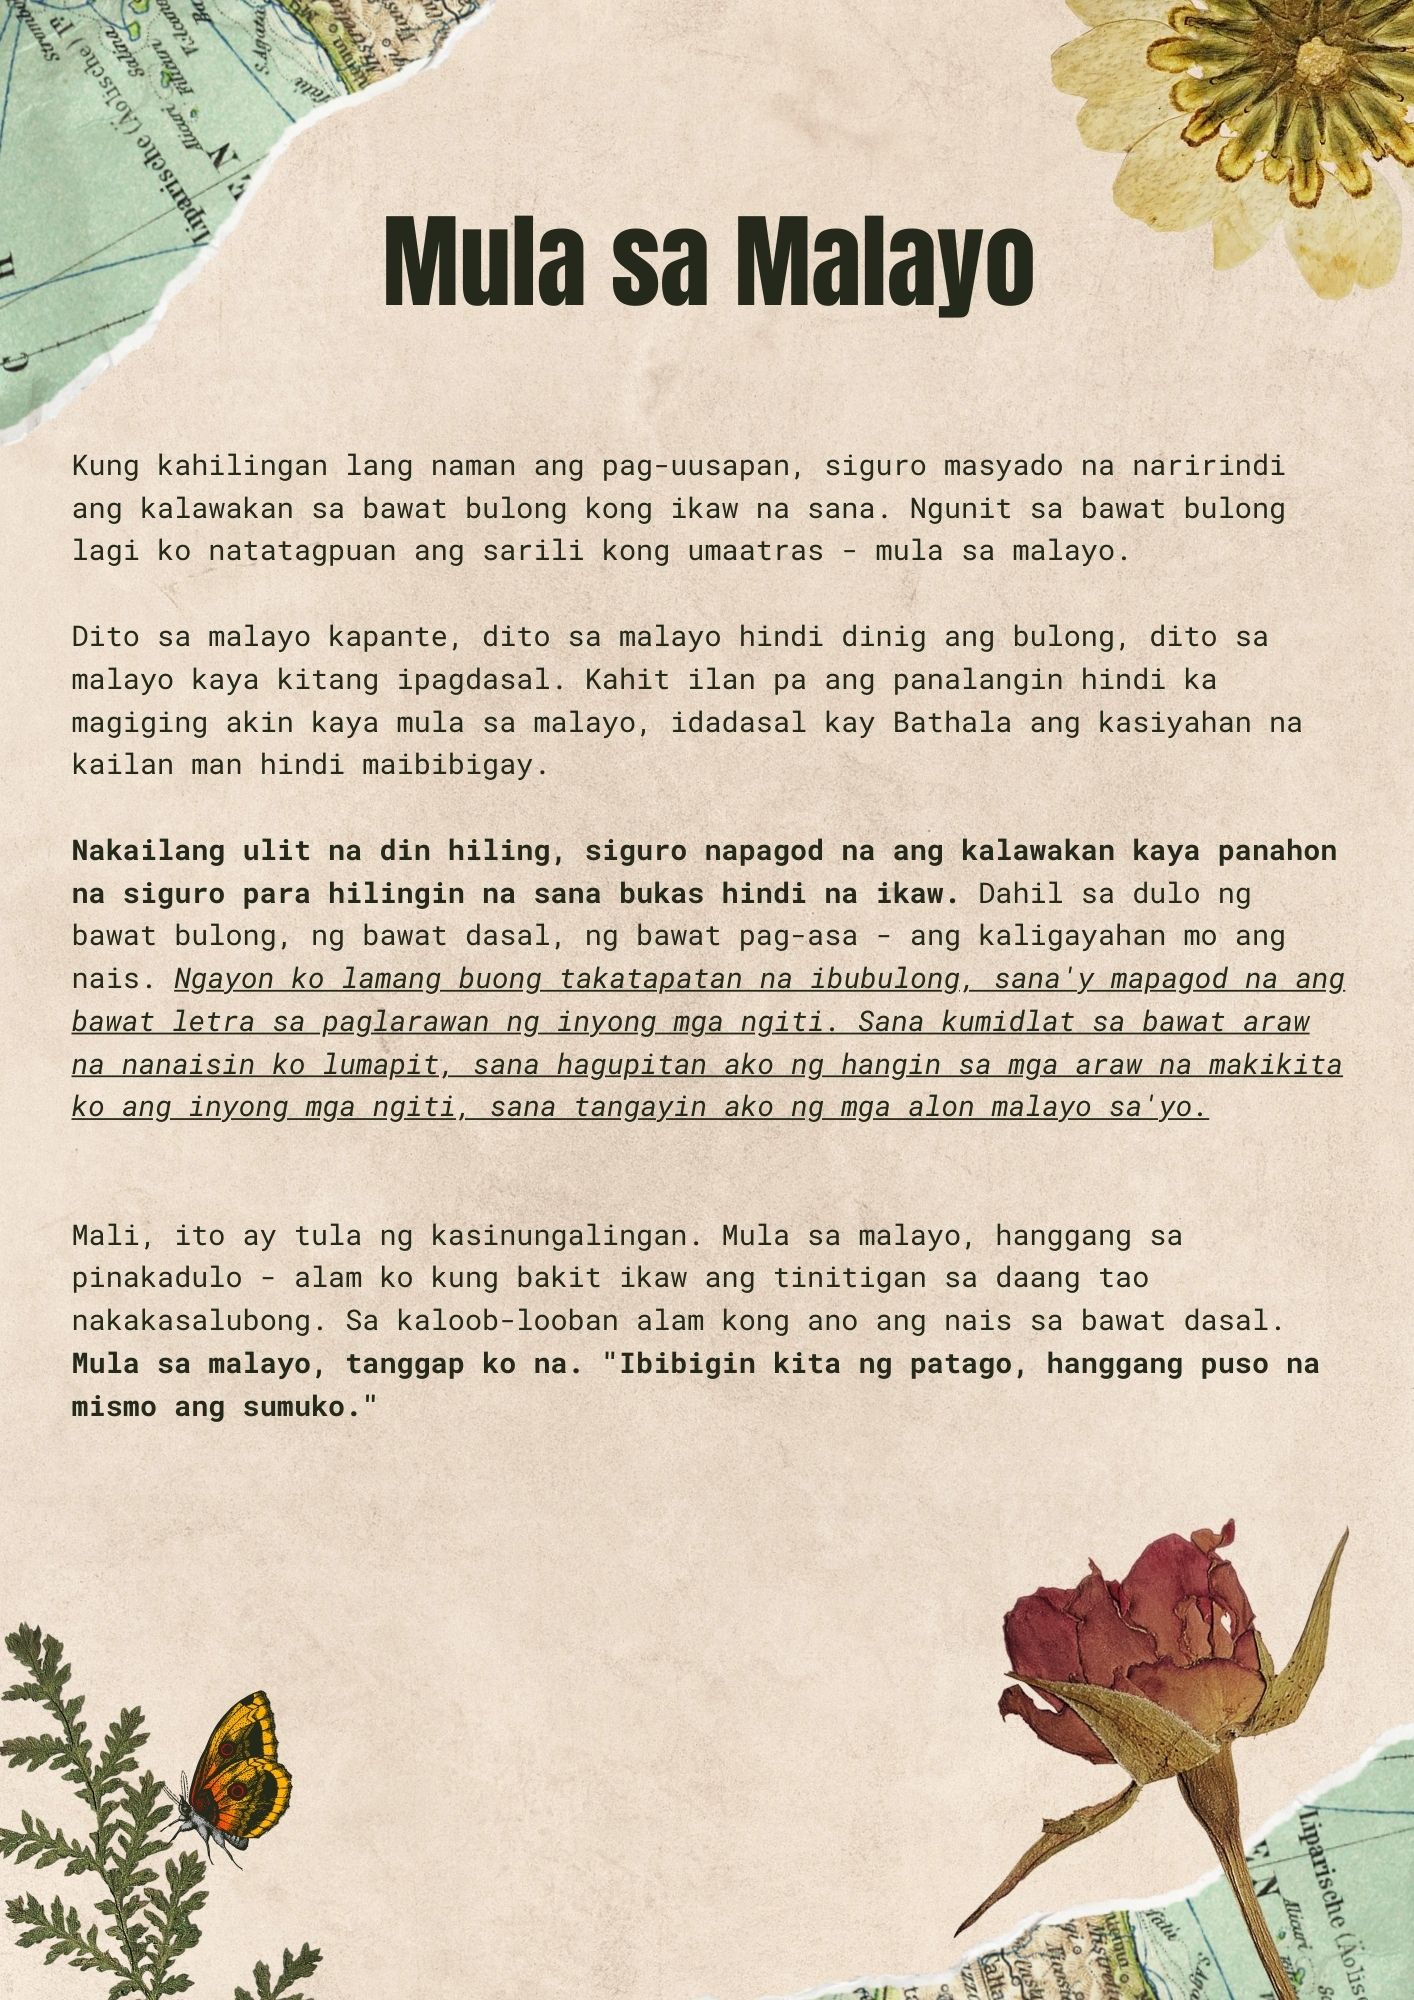 Mula sa Malayo
Kung kahilingan lang naman ang pag-uusapan, siguro masyado na naririndi
ang kalawakan sa bawat bulong kong ikaw na sana. Ngunit sa bawat bulong
lagi ko natatagpuan ang sarili kong umaatras - mula sa malayo.
Dito sa malayo kapante, dito sa malayo hindi dinig ang bulong, dito sa
malayo kaya kitang ipagdasal. Kahit ilan pa ang panalangin hindi ka
magiging akin kaya mula sa malayo, idadasal kay Bathala ang kasiyahan na
kailan man hindi maibibigay.
Nakailang ulit na din hiling, siguro napagod na ang kalawakan kaya panahon
na siguro para hilingin na sana bukas hindi na ikaw. Dahil sa dulo ng
bawat bulong, ng bawat dasal, ng bawat pag-asa - ang kaligayahan mo ang
nais. Ngayon ko lamang buong takatapatan na ibubulong, sana'y mapagod na ang
bawat letra sa paglarawan ng inyong mga ngiti. Sana kumidlat sa bawat araw
na nanaisin ko lumapit, sana hagupitan ako ng hangin sa mga araw na makikita
ko ang inyong mga ngiti, sana tangayin ako ng mga alon malayo sa'yo.
Mali, ito ay tula ng kasinungalingan. Mula sa malayo, hanggang sa
pinakadulo - alam ko kung bakit ikaw ang tinitigan sa daang tao
nakakasalubong. Sa kaloob-looban alam kong ano ang nais sa bawat dasal.
Mula sa malayo, tanggap ko na. "Ibibigin kita ng patago, hanggang puso na
mismo ang sumuko."
Salina
Filicuri
Alicuri
Liparische (Äolische) In
N
E
G
Liparische (Äolisc
E N
Alicuri